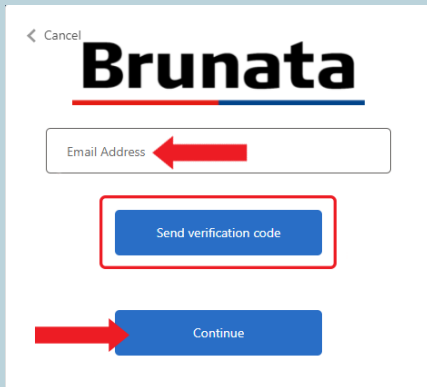 Cancel
Brunata
Email Address
Send verification code
Continue